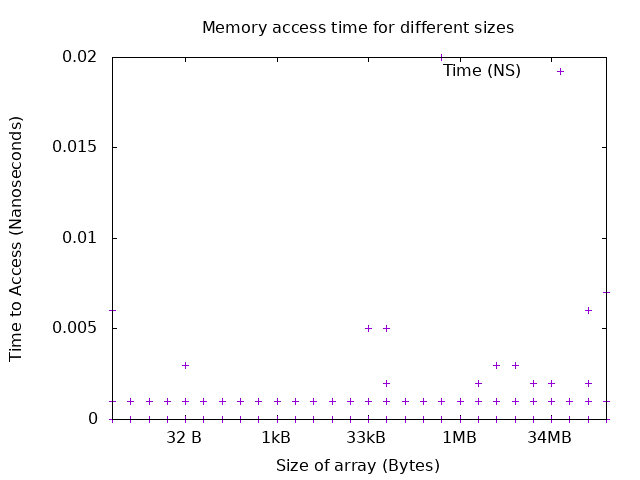 Memory access time for different sizes
Time (NS)
0.02
0.015
0.01
0.005
0
Time to Access (Nanoseconds)
32 B 1kB 33kB 1MB 34MB
Size of array (Bytes)